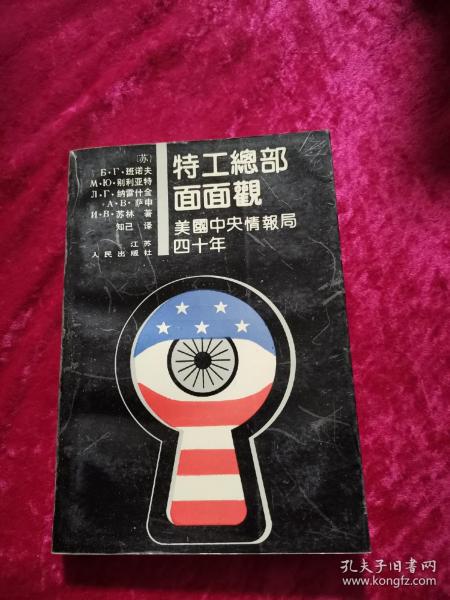 [苏]
Б·Г·班诺夫
М·Ю·别利亚特
Л·Г·纳雷什金
А·В·萨申
И·В·苏林 著
知己 译
江苏
人民出版社
特工總部
面面觀
美國中央情報局
四十年
孔夫子旧书网
www.kongfz.com